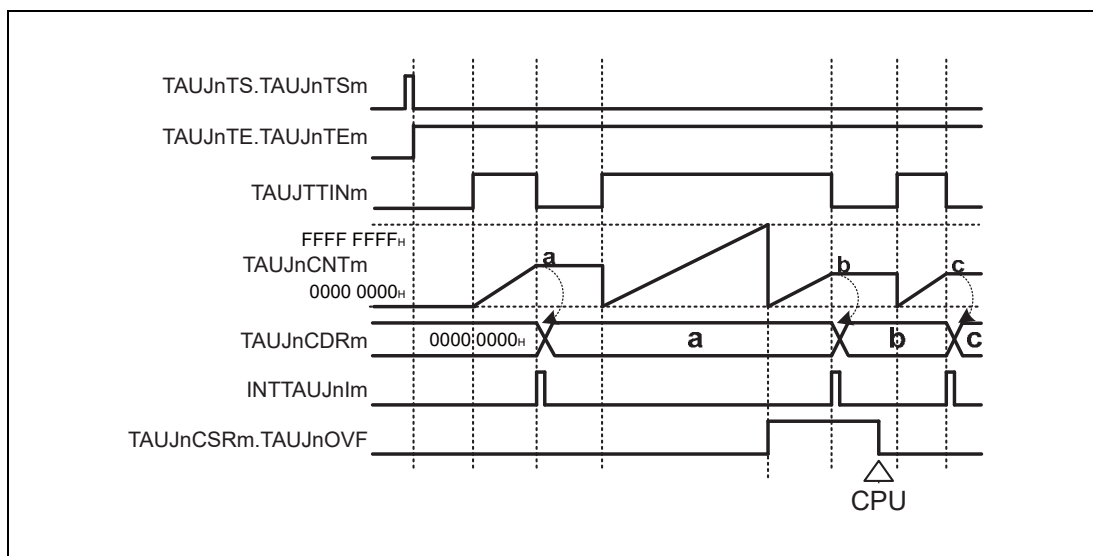 TAUJnTS.TAUJnTSm
TAUJnTE.TAUJnTEm
TAUJTTINm
FFFF FFFFH
TAUJnCNTm
0000 0000H
a
b
c
TAUJnCDRm
0000 0000H
a
b
c
INTTAUJnIm
TAUJnCSRm.TAUJnOVF
CPU